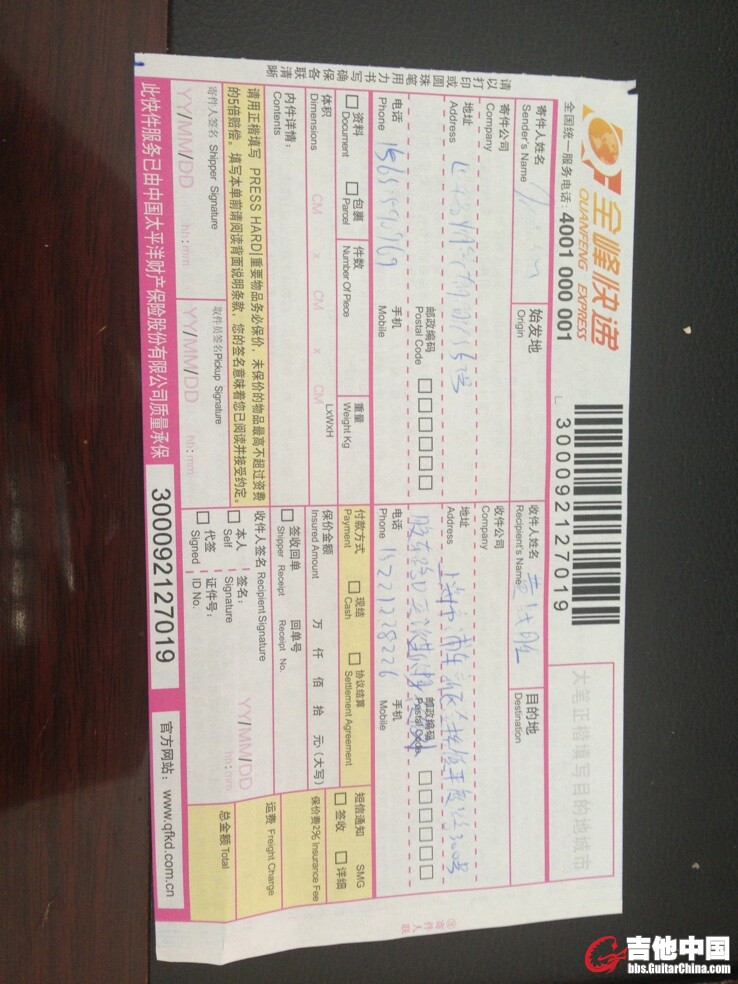 全峰快递
QUANFENG EXPRESS
全国统一服务电话：4001 000 001
300092127019
大笔正楷填写目的地城市
请以打印或圆珠笔用力书写确保各联清晰
寄件人姓名
Sender's Name
始发地
Origin
收件人姓名
Recipient's Name
目的地
Destination
寄件公司
Company
收件公司
Company
地址
Address
地址
Address
邮政编码
Postal Code
邮政编码
Postal Code
电话
Phone
手机
Mobile
电话
Phone
15221228226
手机
Mobile
资料
Document
包裹
Parcel
件数
Number Of Piece
重量
Weight Kg
体积
Dimensions
CM x CM x CM
LxWxH
内件详情：
Contents
付款方式
Payment
现结
Cash
协议结算
Settlement Agreement
短信通知 SMG
签收
详细
保价金额
Insured Amount
万 仟 佰 拾 元（大写）
保价费2% Insurance Fee
签收回单
Shipper Receipt
回单号
Receipt No.
运费 Freight Charge
总金额 Total
请用正楷填写 PRESS HARD!重要物品务必保价，未保价的物品最高不超过资费
的5倍赔偿。填写本单前请阅读背面说明条款，您的签名意味着您已阅读并接受约定。
寄件人签名 Shipper Signature
YY/MM/DD hh:mm
取件员签名 Pickup Signature
YY/MM/DD hh:mm
收件人签名 Recipient Signature
本人
Self
签名：
Signature
代签
Signed
证件号：
ID No.
YY/MM/DD
hh:mm
此快件服务已由中国太平洋财产保险股份有限公司质量承保
300092127019
官方网站：www.qfkd.com.cn
③寄件人联
吉他中国
bbs.GuitarChina.com